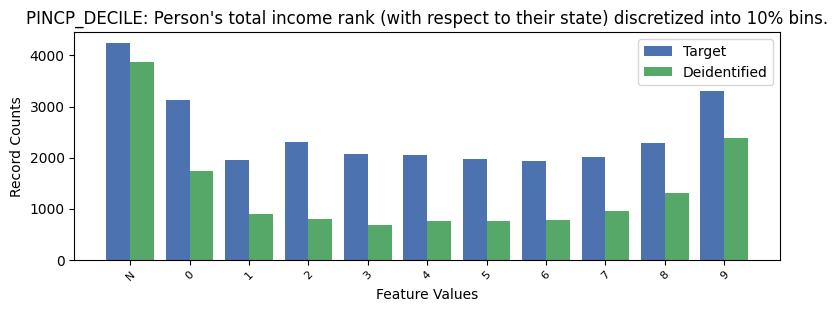 PINCP_DECILE: Person's total income rank (with respect to their state) discretized into 10% bins.
Target
Deidentified
Record Counts
4000
3000
2000
1000
0
N 0 1 2 3 4 5 6 7 8 9
Feature Values